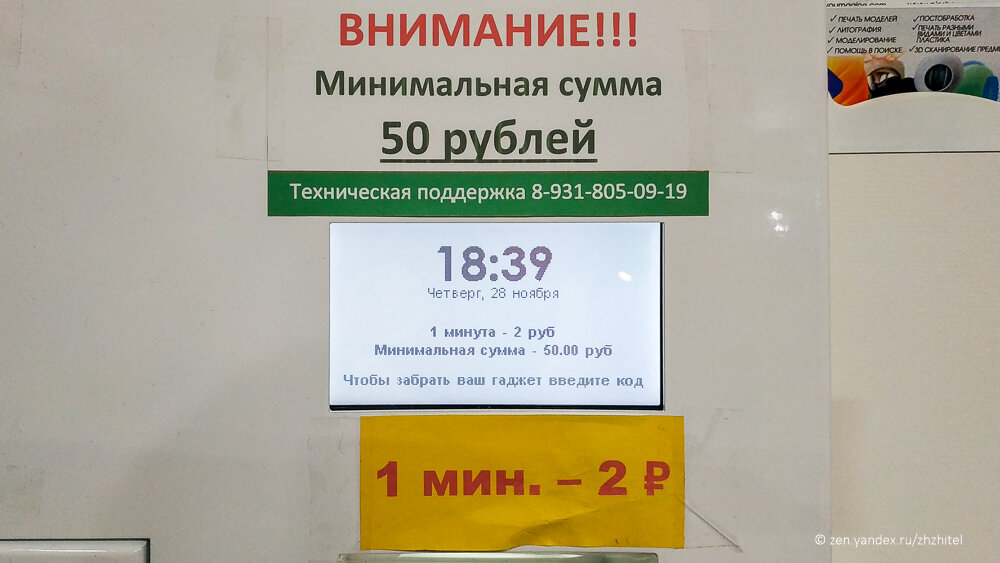 ВНИМАНИЕ!!!
Минимальная сумма
50 рублей
Техническая поддержка 8-931-805-09-19
18:39
Четверг, 28 ноября
1 минута - 2 руб
Минимальная сумма - 50.00 руб
Чтобы забрать ваш гаджет введите код
1 мин. – 2 ₽
✓ ПЕЧАТЬ МОДЕЛЕЙ
✓ ЛИТОГРАФИЯ
✓ МОДЕЛИРОВАНИЕ
✓ ПОМОЩЬ В ПОИСКЕ
✓ ПОСТОБРАБОТКА
✓ ПЕЧАТЬ РАЗНЫМИ
ВИДАМИ И ЦВЕТАМИ
ПЛАСТИКА
✓ 3D СКАНИРОВАНИЕ ПРЕДМ
© zen.yandex.ru/zhzhitel